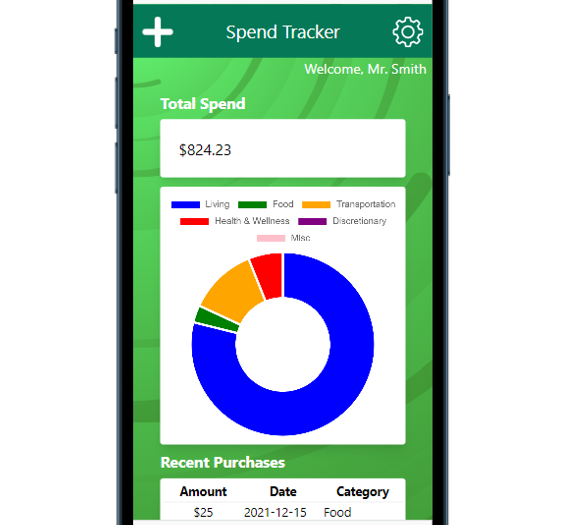 Spend Tracker
Welcome, Mr. Smith
Total Spend
$824.23
Living Food Transportation
Health & Wellness Discretionary
Misc
Recent Purchases
Amount Date Category
$25 2021-12-15 Food